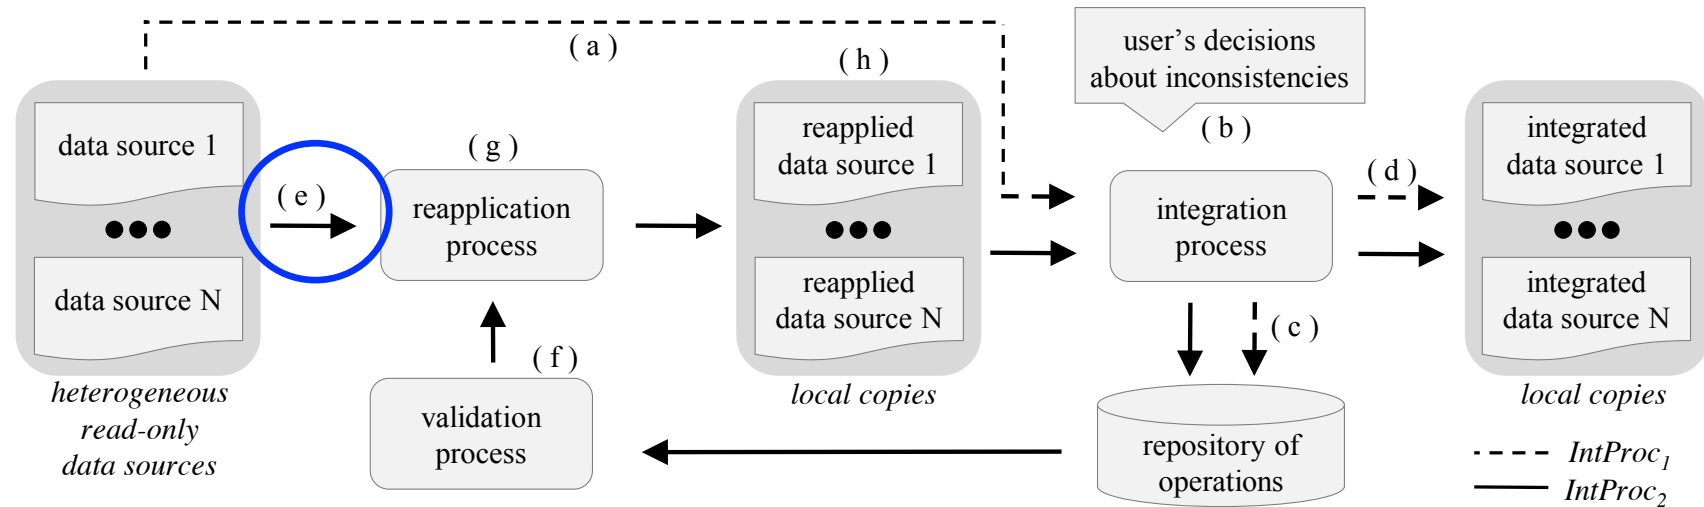 ( a )
user's decisions
about inconsistencies
( h )
( b )
data source 1
reapplied
data source 1
integrated
data source 1
( g )
( d )
( e )
reapplication
process
integration
process
data source N
reapplied
data source N
integrated
data source N
( c )
( f )
heterogeneous
read-only
data sources
local copies
local copies
validation
process
repository of
operations
IntProc1
IntProc2